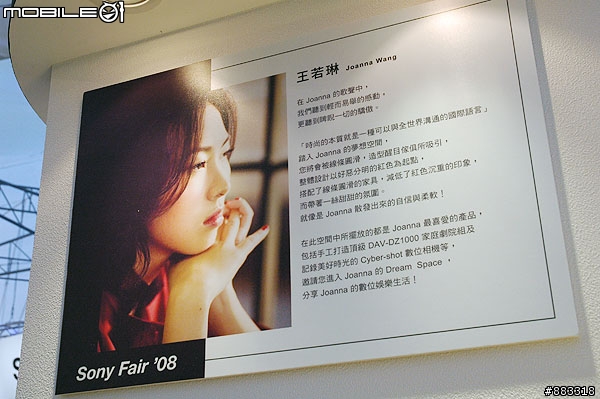 MOBILE01
王若琳 Joanna Wang
在 Joanna 的歌聲中，
我們聽到輕而易舉的感動，
更聽到睥睨一切的驕傲。
「時尚的本質就是一種可以與全世界溝通的國際語言」
踏入 Joanna 的夢想空間，
您將會被線條圓滑，造型醒目傢俱所吸引，
整體設計以好惡分明的紅色為起點，
搭配了線條圓滑的家具，減低了紅色沉重的印象，
而帶著一絲甜甜的氛圍。
就像是 Joanna 散發出來的自信與柔軟！
在此空間中所擺放的都是 Joanna 最喜愛的產品，
包括手工打造頂級 DAV-DZ1000 家庭劇院組及
記錄美好時光的 Cyber-shot 數位相機等，
邀請您進入 Joanna 的 Dream Space，
分享 Joanna 的數位娛樂生活！
Sony Fair '08
#883318